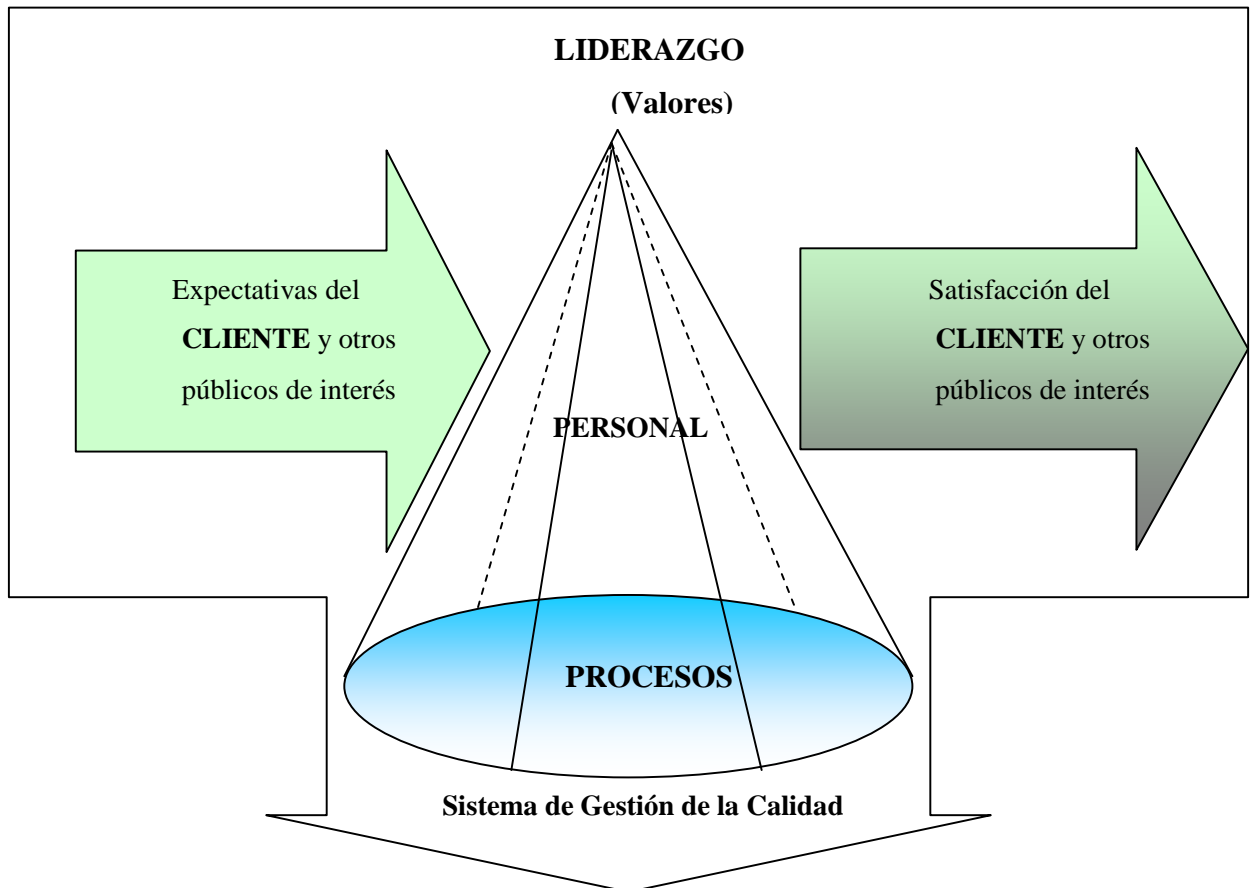 LIDERAZGO
(Valores)
Expectativas del
CLIENTE y otros
públicos de interés
Satisfacción del
CLIENTE y otros
públicos de interés
PERSONAL
PROCESOS
Sistema de Gestión de la Calidad